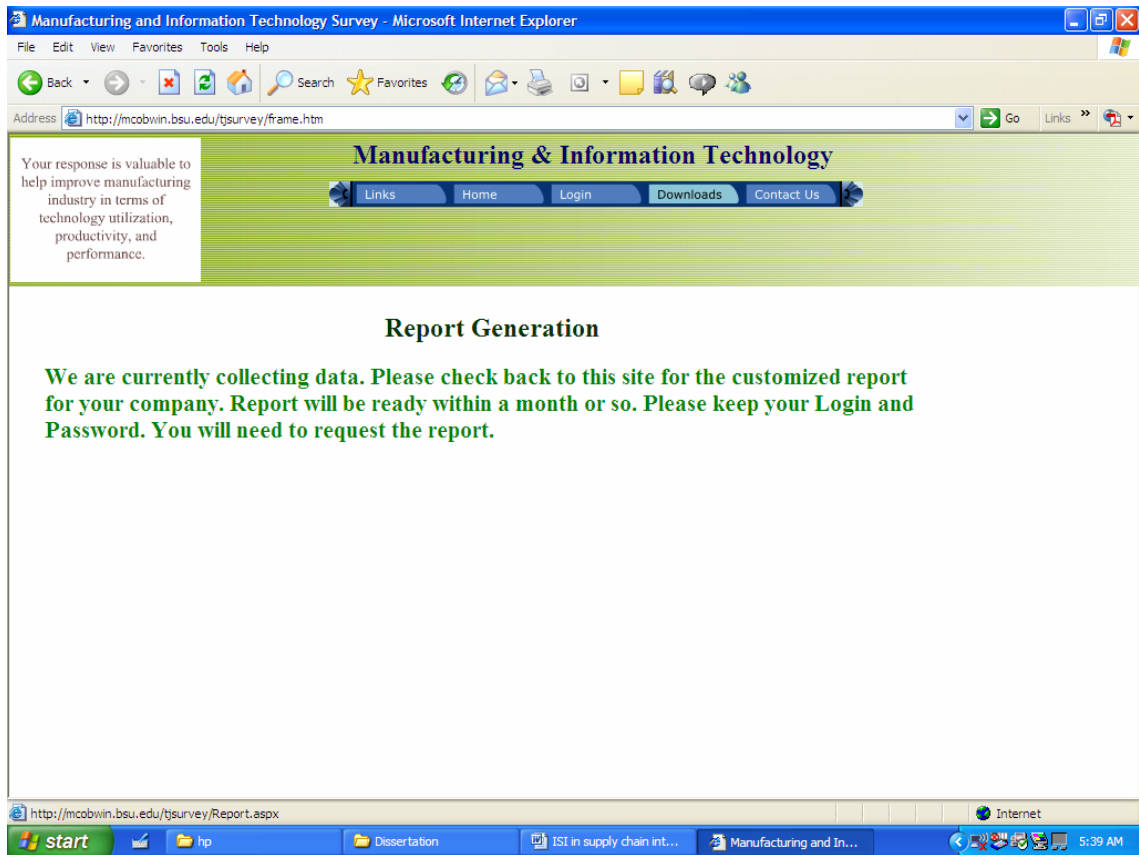 Manufacturing and Information Technology Survey - Microsoft Internet Explorer
File Edit View Favorites Tools Help
Back Search Favorites
Address http://mcobwin.bsu.edu/tjsurvey/frame.htm Go Links »
Your response is valuable to
help improve manufacturing
industry in terms of
technology utilization,
productivity, and
performance.
Manufacturing & Information Technology
Links Home Login Downloads Contact Us
Report Generation
We are currently collecting data. Please check back to this site for the customized report
for your company. Report will be ready within a month or so. Please keep your Login and
Password. You will need to request the report.
http://mcobwin.bsu.edu/tjsurvey/Report.aspx Internet
start hp Dissertation ISI in supply chain int... Manufacturing and In... 5:39 AM